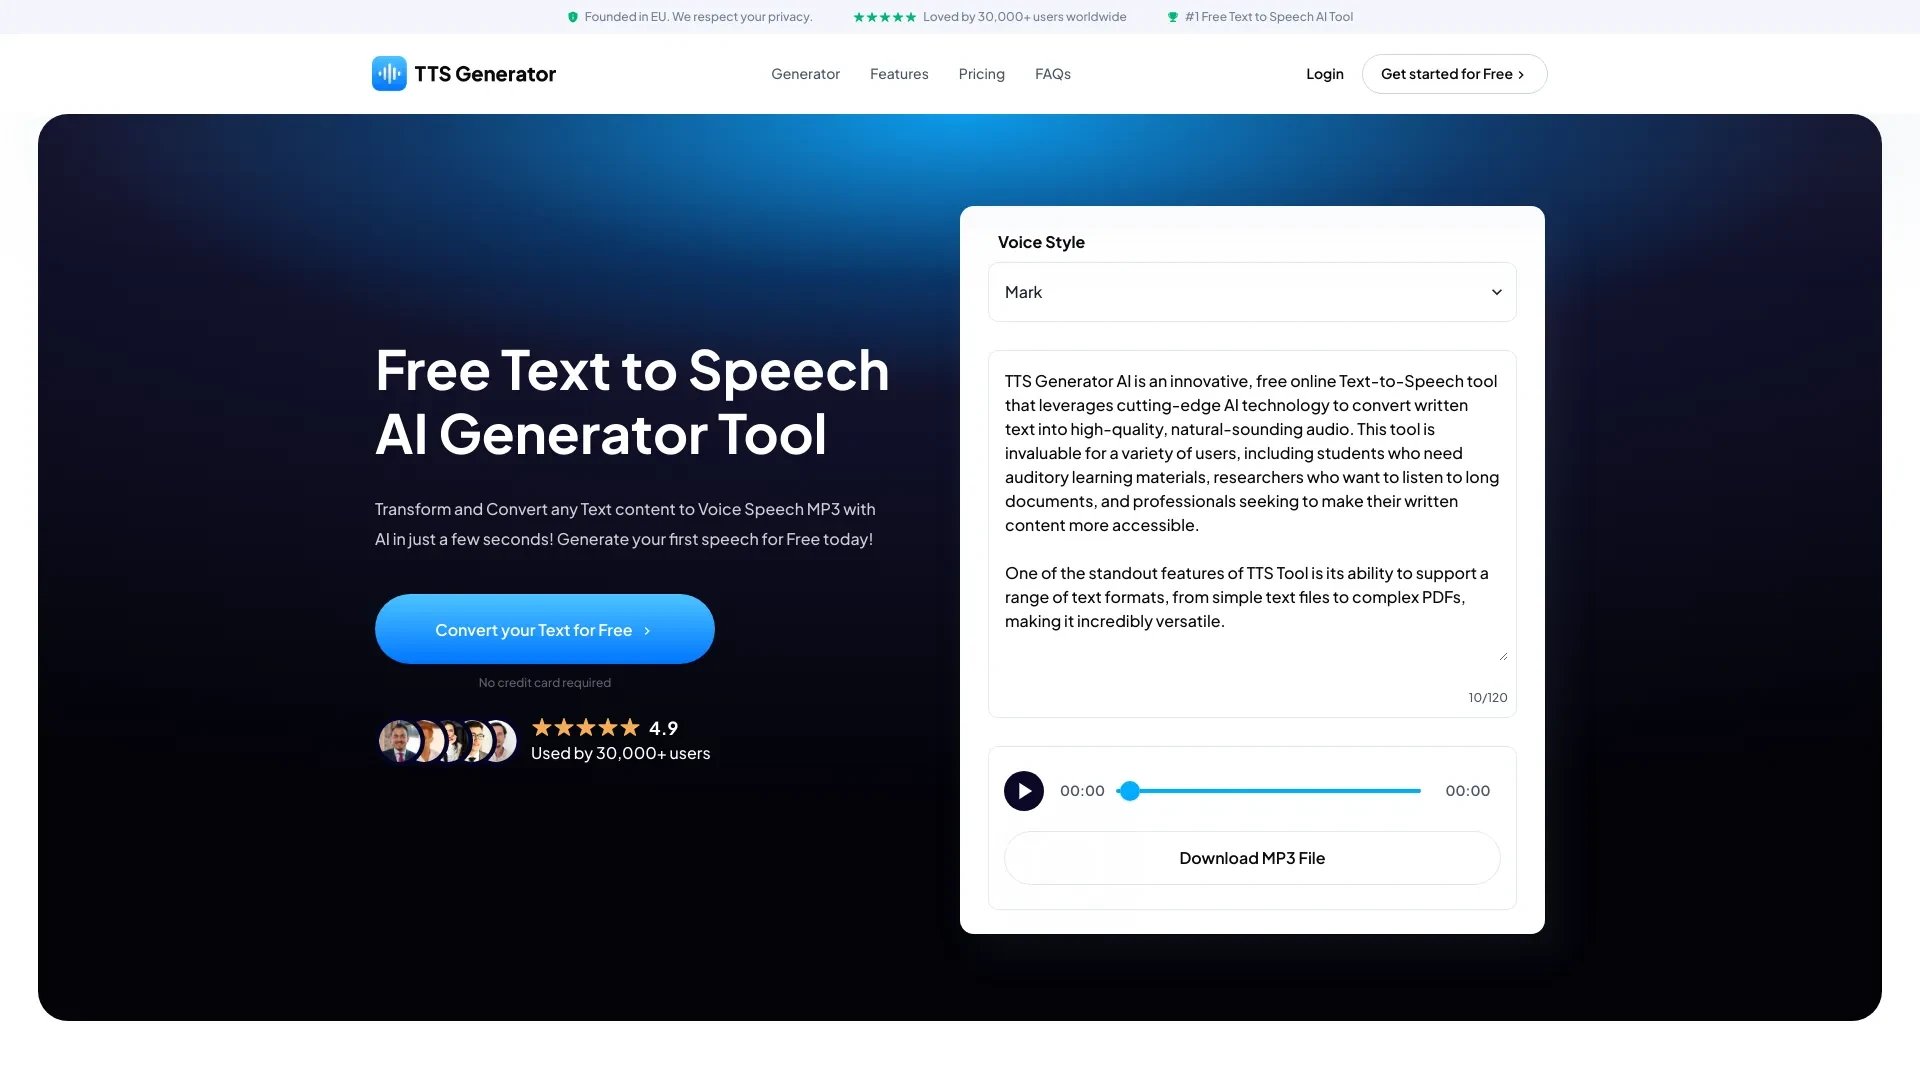 Founded in EU. We respect your privacy.
Loved by 30,000+ users worldwide
#1 Free Text to Speech AI Tool
TTS Generator
Generator
Features
Pricing
FAQs
Login
Get started for Free
Free Text to Speech
AI Generator Tool
Transform and Convert any Text content to Voice Speech MP3 with
AI in just a few seconds! Generate your first speech for Free today!
Convert your Text for Free
No credit card required
4.9
Used by 30,000+ users
Voice Style
Mark
TTS Generator AI is an innovative, free online Text-to-Speech tool
that leverages cutting-edge AI technology to convert written
text into high-quality, natural-sounding audio. This tool is
invaluable for a variety of users, including students who need
auditory learning materials, researchers who want to listen to long
documents, and professionals seeking to make their written
content more accessible.
One of the standout features of TTS Tool is its ability to support a
range of text formats, from simple text files to complex PDFs,
making it incredibly versatile.
10/120
00:00
00:00
Download MP3 File